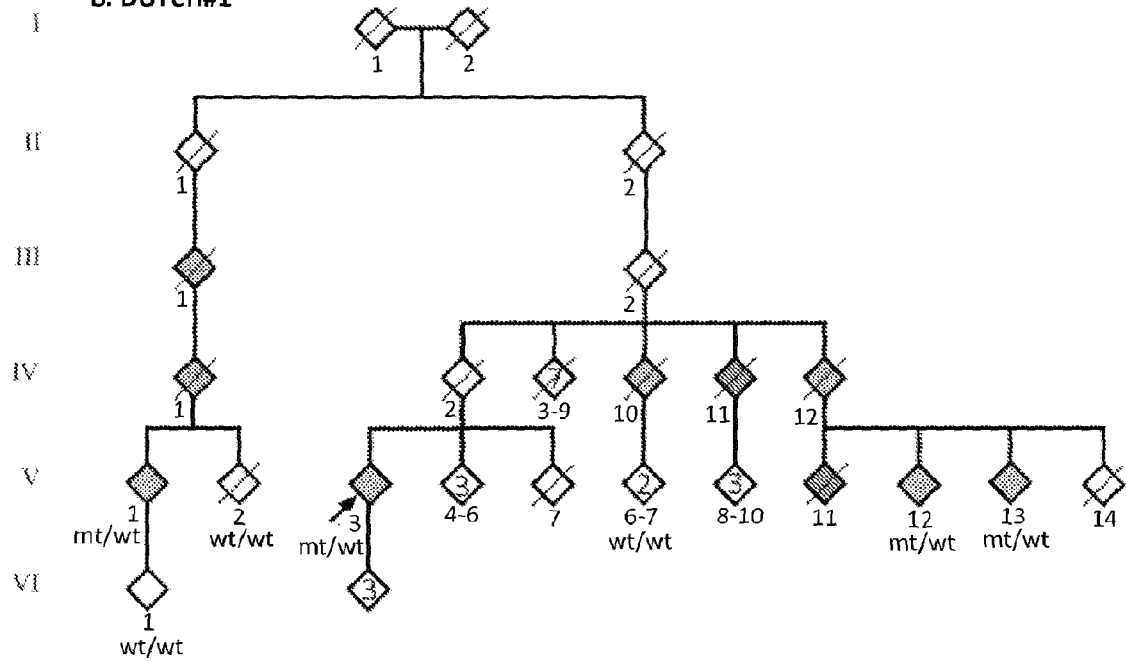 B. DUTCH#1
I
1 2
II
1 2
III
1 2
IV
7
1 2 3-9 10 11 12
V
3 2 3
1 2 3 4-6 7 6-7 8-10 11 12 13 14
mt/wt wt/wt mt/wt wt/wt mt/wt mt/wt
VI
3
1
wt/wt